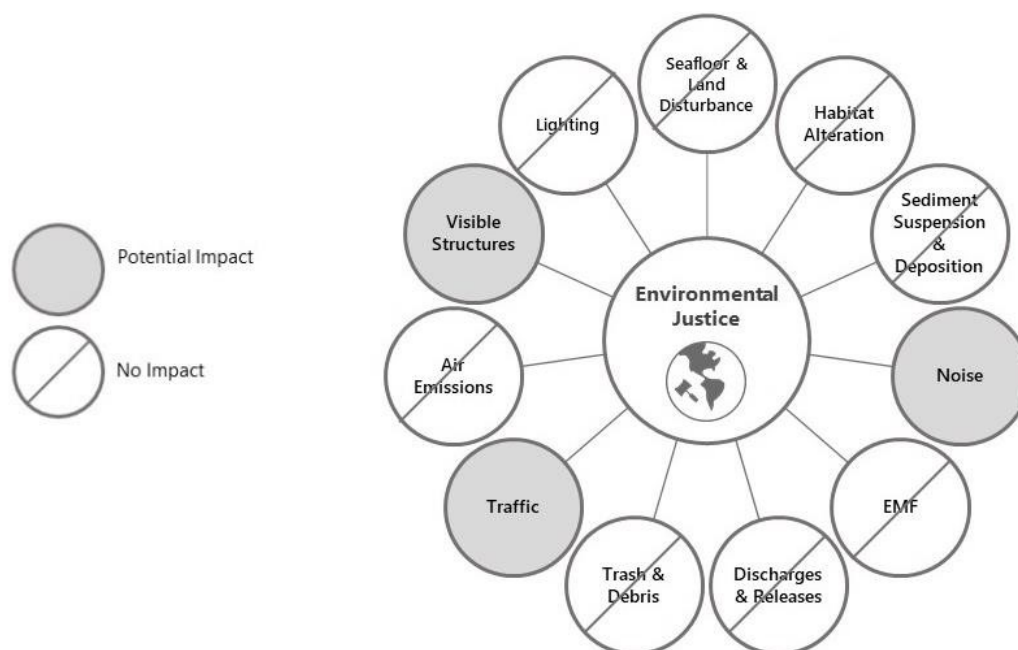 Seafloor &
Land
Disturbance
Lighting
Habitat
Alteration
Visible
Structures
Sediment
Suspension
&
Deposition
Potential Impact
No Impact
Environmental
Justice
Air
Emissions
Noise
Traffic
EMF
Trash &
Debris
Discharges
& Releases